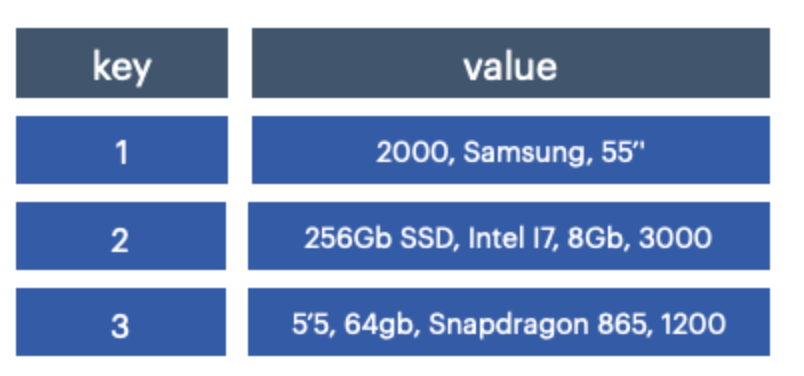 key value
1 2000, Samsung, 55"
2 256Gb SSD, Intel I7, 8Gb, 3000
3 5'5, 64gb, Snapdragon 865, 1200